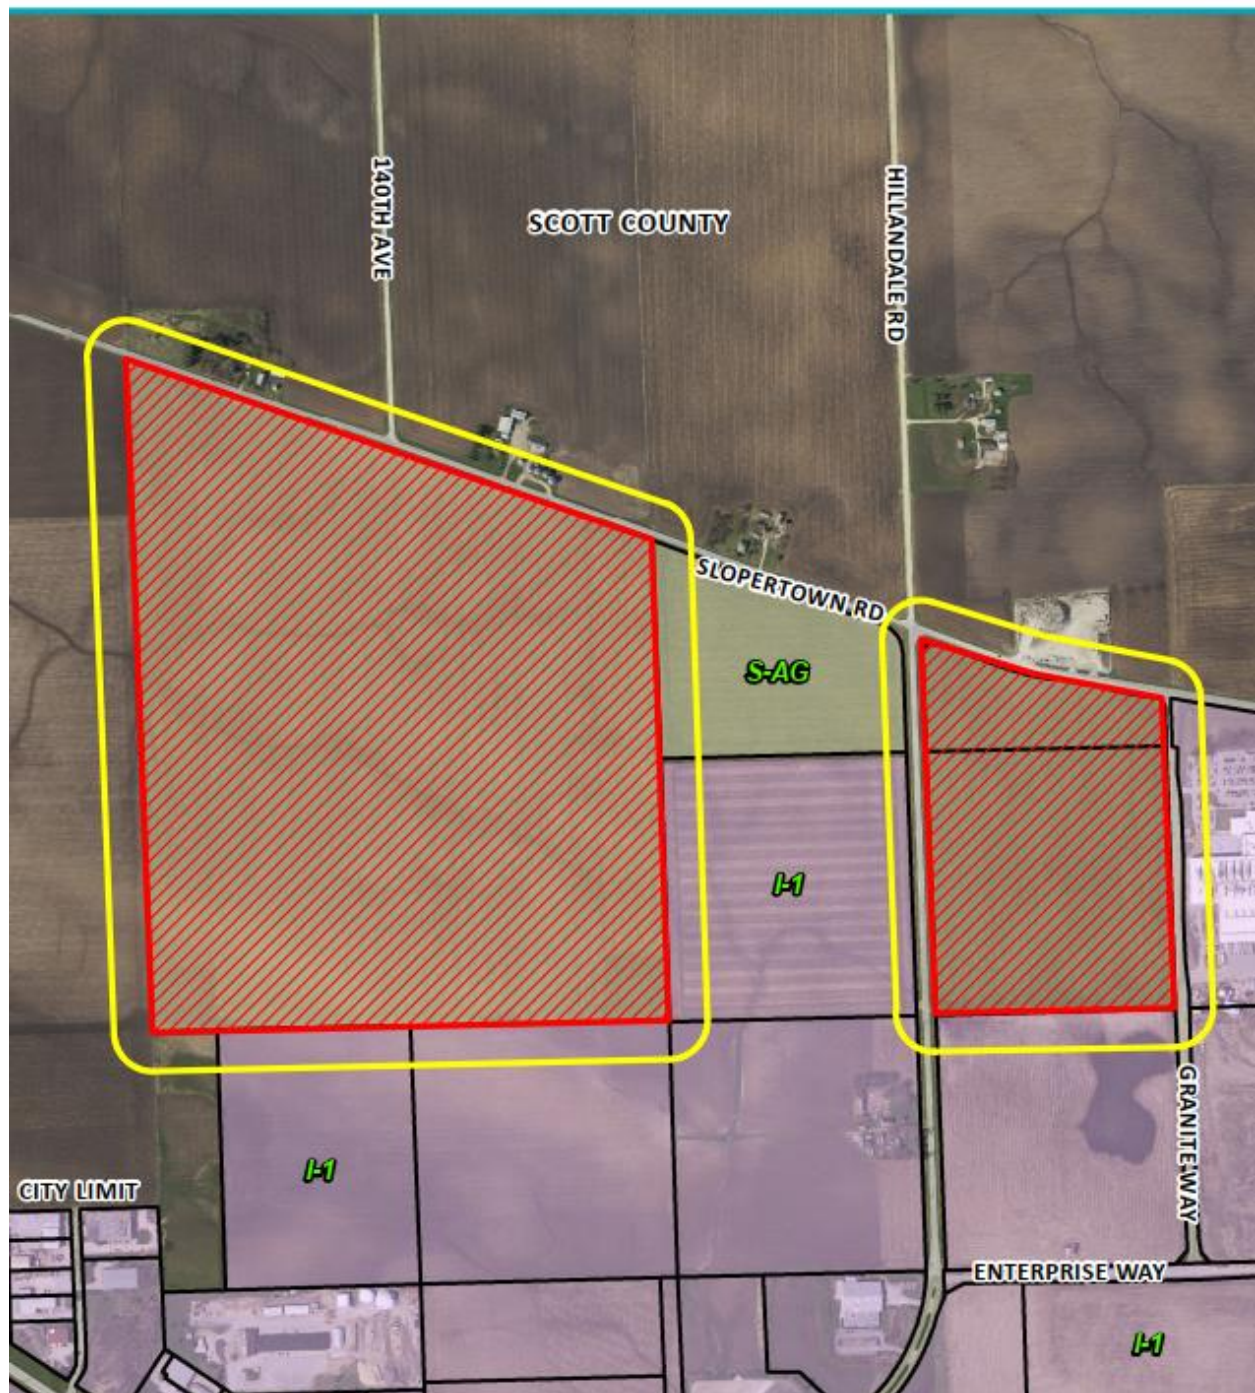 140TH AVE
HILLANDALE RD
SCOTT COUNTY
SLOPERTOWN RD
S-AG
I-1
I-1
GRANITE WAY
CITY LIMIT
ENTERPRISE WAY
I-1